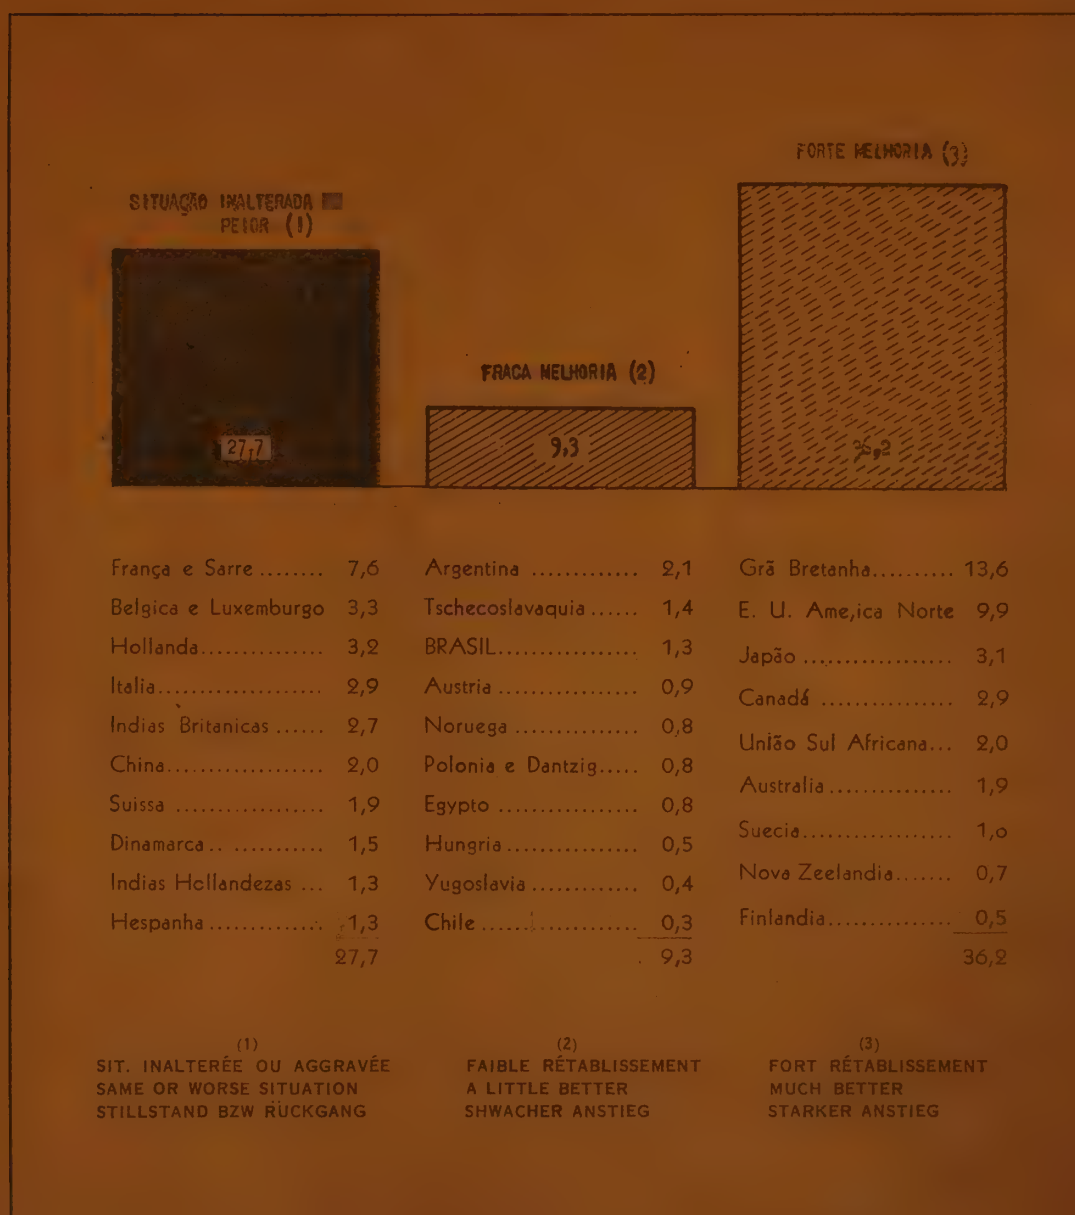 FORTE MELHORIA (3)
SITUAÇÃO INALTERADA
PEIOR (1)
FRACA MELHORIA (2)
27,7
9,3
36,2
França e Sarre ........ 7,6
Belgica e Luxemburgo 3,3
Hollanda............... 3,2
Italia.................... 2,9
Indias Britanicas ...... 2,7
China................... 2,0
Suissa .................. 1,9
Dinamarca.. ........... 1,5
Indias Hollandezas ... 1,3
Hespanha .............. 1,3
27,7
Argentina ............. 2,1
Tschecoslavaquia ...... 1,4
BRASIL................. 1,3
Austria ................. 0,9
Noruega ............... 0,8
Polonia e Dantzig..... 0,8
Egypto ................. 0,8
Hungria ................ 0,5
Yugoslavia ............. 0,4
Chile ................... 0,3
9,3
Grã Bretanha.......... 13,6
E. U. Ame,ica Norte 9,9
Japão .................. 3,1
Canadá ................ 2,9
União Sul Africana... 2,0
Australia ............... 1,9
Suecia.................. 1,o
Nova Zeelandia....... 0,7
Finlandia............... 0,5
36,2
(1)
SIT. INALTERÉE OU AGGRAVÉE
SAME OR WORSE SITUATION
STILLSTAND BZW RÜCKGANG
(2)
FAIBLE RÉTABLISSEMENT
A LITTLE BETTER
SHWACHER ANSTIEG
(3)
FORT RÉTABLISSEMENT
MUCH BETTER
STARKER ANSTIEG